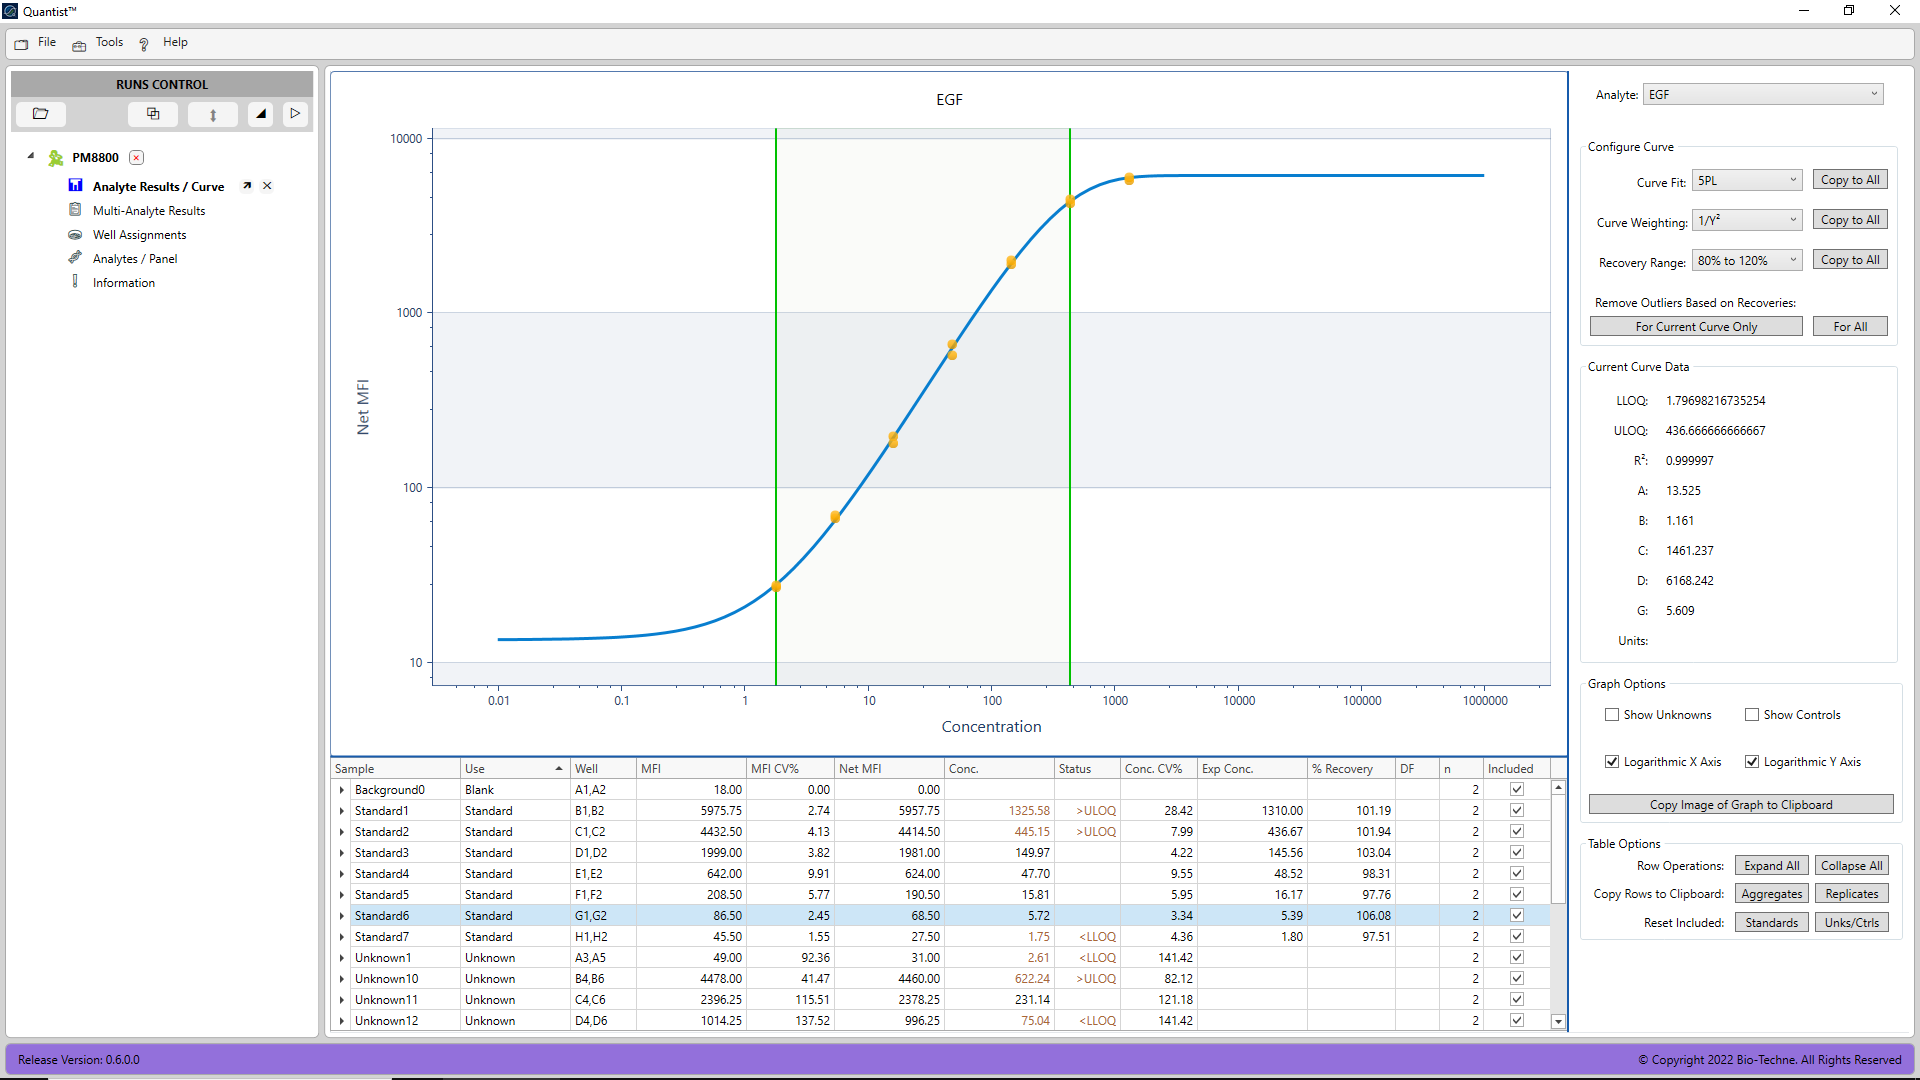 Quantist™
File Tools Help
RUNS CONTROL
PM8800
Analyte Results / Curve
Multi-Analyte Results
Well Assignments
Analytes / Panel
Information
EGF
10000
1000
100
10
Net MFI
0.01 0.1 1 10 100 1000 10000 100000 1000000
Concentration
Analyte: EGF
Configure Curve
Curve Fit: 5PL Copy to All
Curve Weighting: 1/Y² Copy to All
Recovery Range: 80% to 120% Copy to All
Remove Outliers Based on Recoveries:
For Current Curve Only For All
Current Curve Data
LLOQ: 1.79698216735254
ULOQ: 436.666666666667
R²: 0.999997
A: 13.525
B: 1.161
C: 1461.237
D: 6168.242
G: 5.609
Units:
Graph Options
Show Unknowns Show Controls
Logarithmic X Axis Logarithmic Y Axis
Copy Image of Graph to Clipboard
Table Options
Row Operations: Expand All Collapse All
Copy Rows to Clipboard: Aggregates Replicates
Reset Included: Standards Unks/Ctrls
Sample Use Well MFI MFI CV% Net MFI Conc. Status Conc. CV% Exp Conc. % Recovery DF n Included
Background0 Blank A1,A2 18.00 0.00 0.00 2
Standard1 Standard B1,B2 5975.75 2.74 5957.75 1325.58 >ULOQ 28.42 1310.00 101.19 2
Standard2 Standard C1,C2 4432.50 4.13 4414.50 445.15 >ULOQ 7.99 436.67 101.94 2
Standard3 Standard D1,D2 1999.00 3.82 1981.00 149.97 4.22 145.56 103.04 2
Standard4 Standard E1,E2 642.00 9.91 624.00 47.70 9.55 48.52 98.31 2
Standard5 Standard F1,F2 208.50 5.77 190.50 15.81 5.95 16.17 97.76 2
Standard6 Standard G1,G2 86.50 2.45 68.50 5.72 3.34 5.39 106.08 2
Standard7 Standard H1,H2 45.50 1.55 27.50 1.75 <LLOQ 4.36 1.80 97.51 2
Unknown1 Unknown A3,A5 49.00 92.36 31.00 2.61 <LLOQ 141.42 2
Unknown10 Unknown B4,B6 4478.00 41.47 4460.00 622.24 >ULOQ 82.12 2
Unknown11 Unknown C4,C6 2396.25 115.51 2378.25 231.14 121.18 2
Unknown12 Unknown D4,D6 1014.25 137.52 996.25 75.04 <LLOQ 141.42 2
Release Version: 0.6.0.0
© Copyright 2022 Bio-Techne. All Rights Reserved